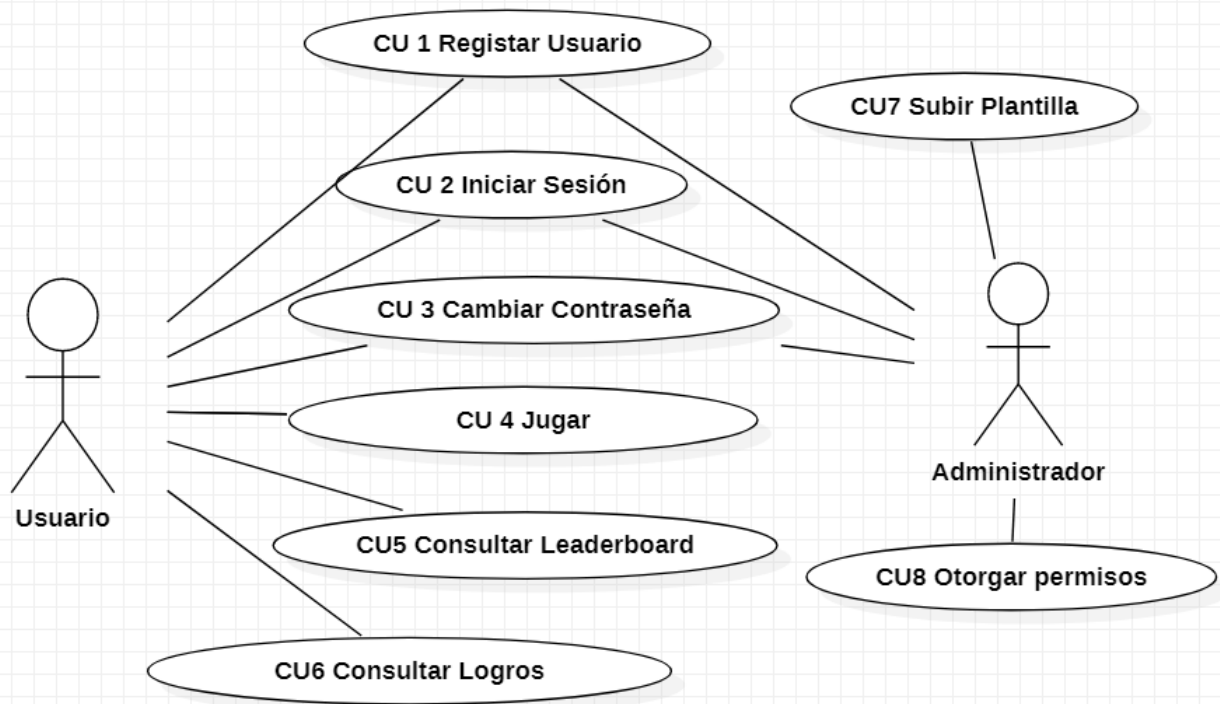 CU 1 Registar Usuario
CU7 Subir Plantilla
CU 2 Iniciar Sesión
CU 3 Cambiar Contraseña
CU 4 Jugar
Administrador
Usuario
CU5 Consultar Leaderboard
CU8 Otorgar permisos
CU6 Consultar Logros